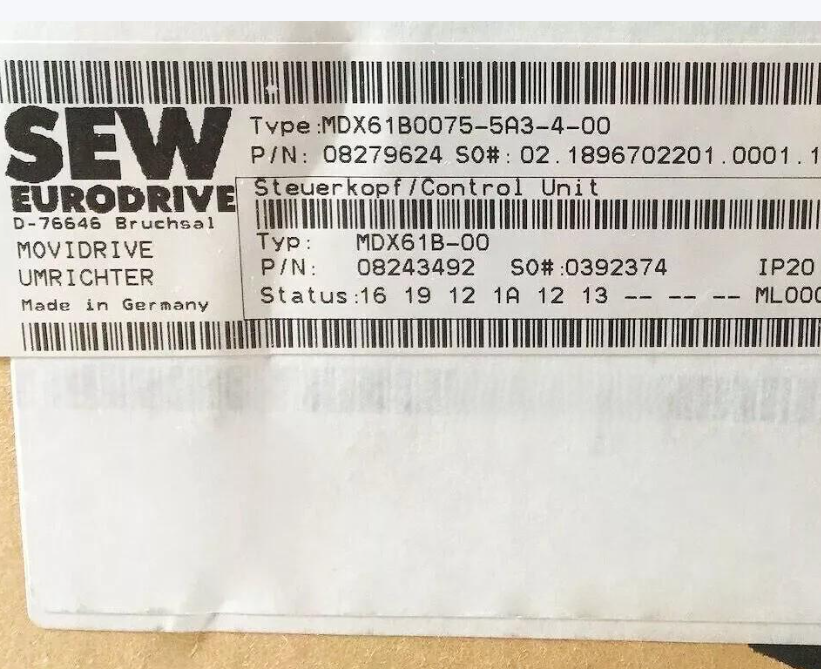 SEW
EURODRIVE
D-76646 Bruchsal
MOVIDRIVE
UMRICHTER
Made in Germany
Type:MDX61B0075-5A3-4-00
P/N: 08279624 SO#: 02.1896702201.0001.1
Steuerkopf/Control Unit
Typ: MDX61B-00
P/N: 08243492 SO#:0392374 IP20
Status:16 19 12 1A 12 13 -- -- -- ML000